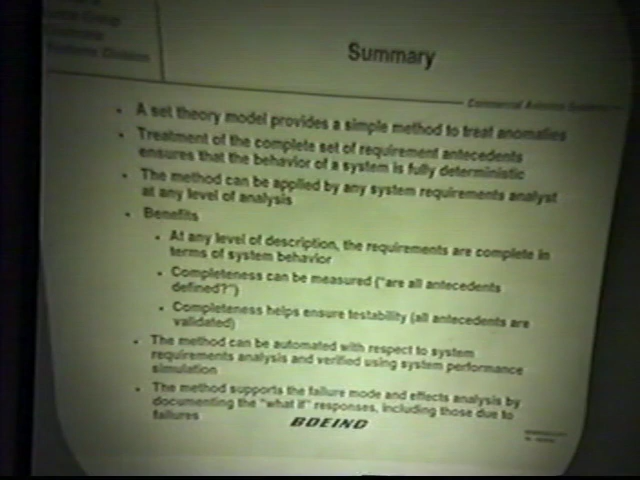 Summary
Commercial Avionics Systems
• A set theory model provides a simple method to treat anomalies
• Treatment of the complete set of requirement antecedents
ensures that the behavior of a system is fully deterministic
• The method can be applied by any system requirements analyst
at any level of analysis
• Benefits
• At any level of description, the requirements are complete in
terms of system behavior
• Completeness can be measured ("are all antecedents
defined?")
• Completeness helps ensure testability (all antecedents are
validated)
• The method can be automated with respect to system
requirements analysis and verified using system performance
simulation
• The method supports the failure mode and effects analysis by
documenting the "what if" responses, including those due to
failures
BOEING